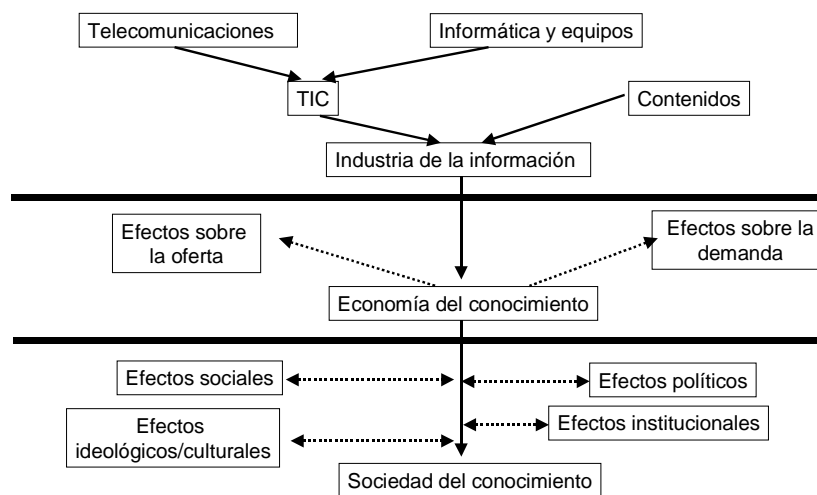 Telecomunicaciones
Informática y equipos
TIC
Contenidos
Industria de la información
Efectos sobre
la oferta
Efectos sobre la
demanda
Economía del conocimiento
Efectos sociales
Efectos políticos
Efectos
ideológicos/culturales
Efectos institucionales
Sociedad del conocimiento